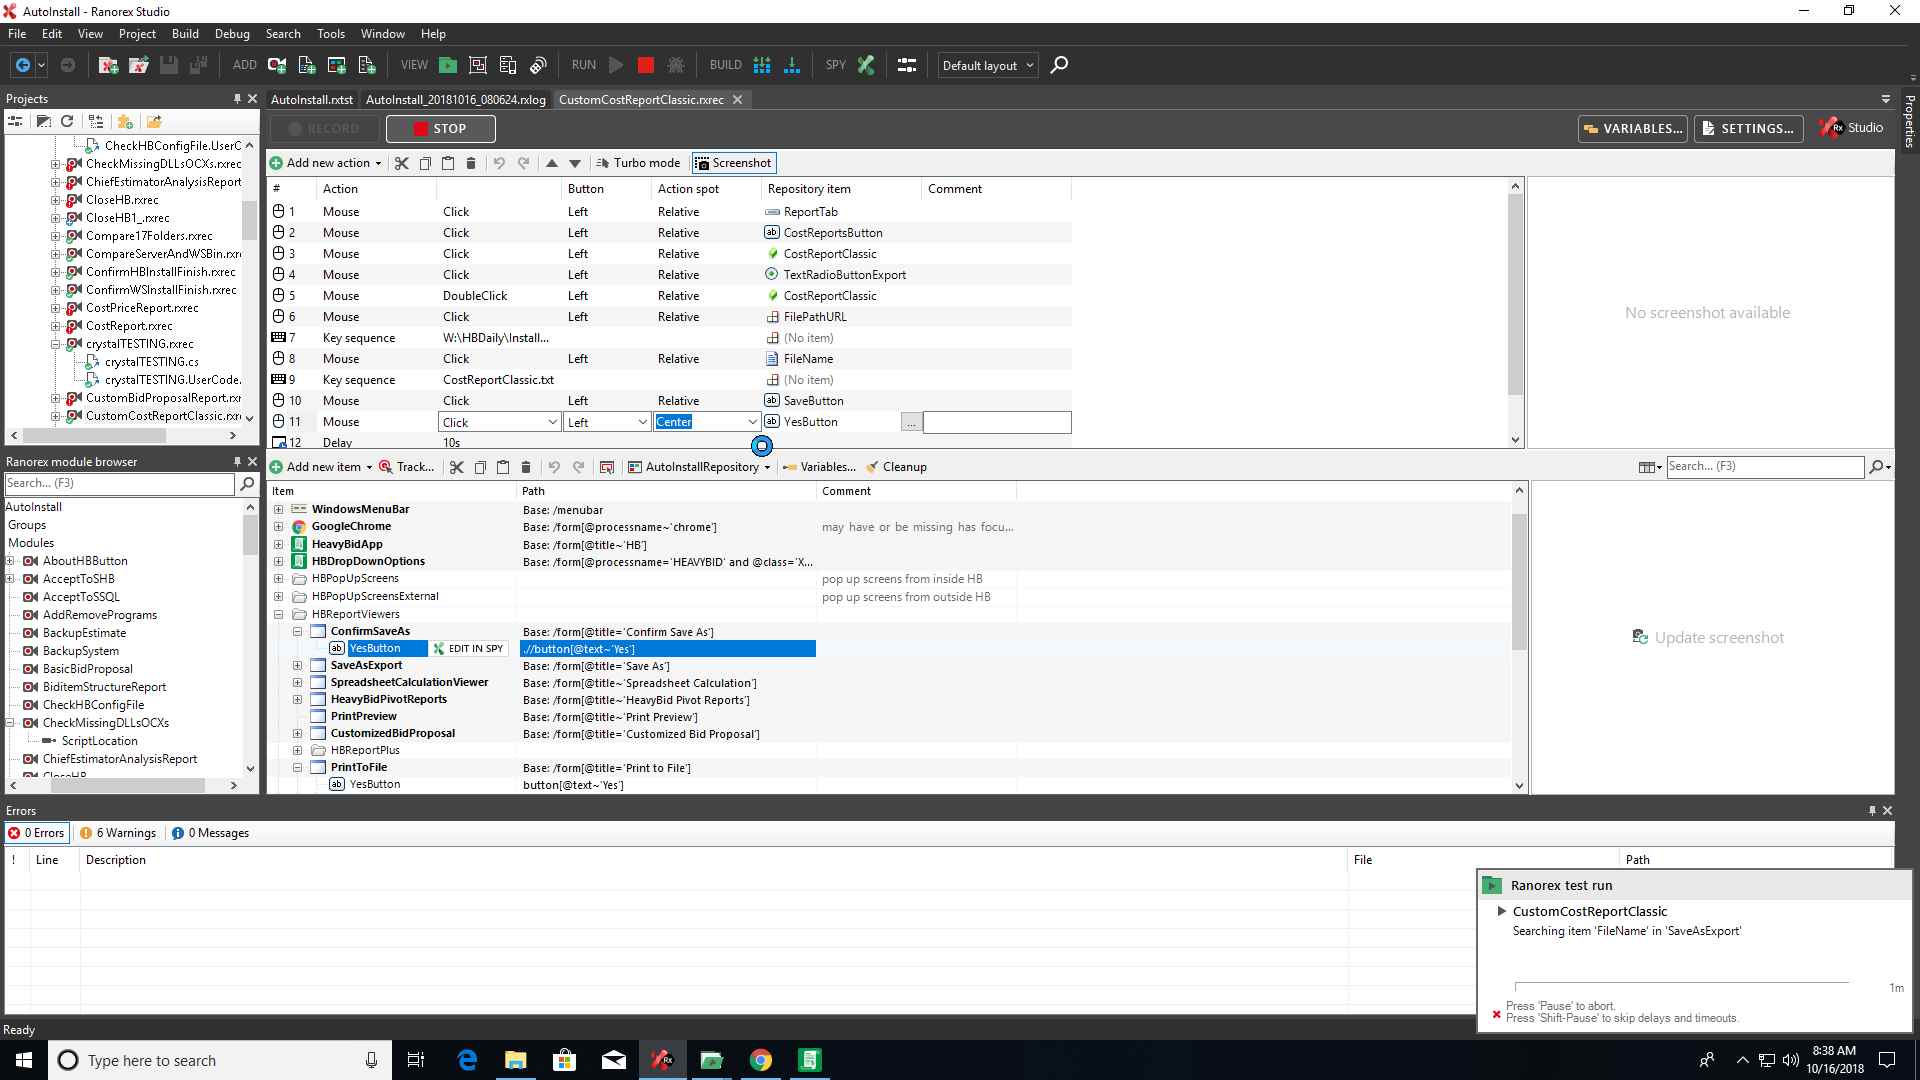 AutoInstall - Ranorex Studio
File Edit View Project Build Debug Search Tools Window Help
ADD VIEW RUN BUILD SPY Default layout
Projects
AutoInstall.rxtst AutoInstall_20181016_080624.rxlog CustomCostReportClassic.rxrec
Properties
RECORD STOP VARIABLES... SETTINGS... Rx Studio
CheckHBConfigFile.UserC
CheckMissingDLLsOCXs.rxrec
ChiefEstimatorAnalysisReport
CloseHB.rxrec
CloseHB1_.rxrec
Compare17Folders.rxrec
CompareServerAndWSBin.rxre
ConfirmHBInstallFinish.rxrec
ConfirmWSInstallFinish.rxrec
CostPriceReport.rxrec
CostReport.rxrec
crystalTESTING.rxrec
crystalTESTING.cs
crystalTESTING.UserCode.
CustomBidProposalReport.rxr
CustomCostReportClassic.rxre
Add new action Turbo mode Screenshot
# Action Button Action spot Repository item Comment
1 Mouse Click Left Relative ReportTab
2 Mouse Click Left Relative CostReportsButton
3 Mouse Click Left Relative CostReportClassic
4 Mouse Click Left Relative TextRadioButtonExport
5 Mouse DoubleClick Left Relative CostReportClassic
6 Mouse Click Left Relative FilePathURL
7 Key sequence W:\HBDaily\Install... (No item)
8 Mouse Click Left Relative FileName
9 Key sequence CostReportClassic.txt (No item)
10 Mouse Click Left Relative SaveButton
11 Mouse Click Left Center YesButton ...
12 Delay 10s
No screenshot available
Ranorex module browser
Search... (F3)
AutoInstall
Groups
Modules
AboutHBButton
AcceptToSHB
AcceptToSSQL
AddRemovePrograms
BackupEstimate
BackupSystem
BasicBidProposal
BiditemStructureReport
CheckHBConfigFile
CheckMissingDLLsOCXs
ScriptLocation
ChiefEstimatorAnalysisReport
CloseHB
Add new item Track... AutoInstallRepository Variables... Cleanup Search... (F3)
Item Path Comment
WindowsMenuBar Base: /menubar
GoogleChrome Base: /form[@processname~'chrome'] may have or be missing has focu...
HeavyBidApp Base: /form[@title~'HB']
HBDropDownOptions Base: /form[@processname='HEAVYBID' and @class='X...
HBPopUpScreens pop up screens from inside HB
HBPopUpScreensExternal pop up screens from outside HB
HBReportViewers
ConfirmSaveAs Base: /form[@title='Confirm Save As']
ab YesButton EDIT IN SPY .//button[@text~'Yes']
SaveAsExport Base: /form[@title='Save As']
SpreadsheetCalculationViewer Base: /form[@title~'Spreadsheet Calculation']
HeavyBidPivotReports Base: /form[@title~'HeavyBid Pivot Reports']
PrintPreview Base: /form[@title~'Print Preview']
CustomizedBidProposal Base: /form[@title='Customized Bid Proposal']
HBReportPlus
PrintToFile Base: /form[@title='Print to File']
ab YesButton button[@text~'Yes']
Update screenshot
Errors
0 Errors 6 Warnings 0 Messages
! Line Description File Path
Ranorex test run
CustomCostReportClassic
Searching item 'FileName' in 'SaveAsExport'
1m
Press 'Pause' to abort.
Press 'Shift-Pause' to skip delays and timeouts.
Ready
Type here to search
8:38 AM
10/16/2018